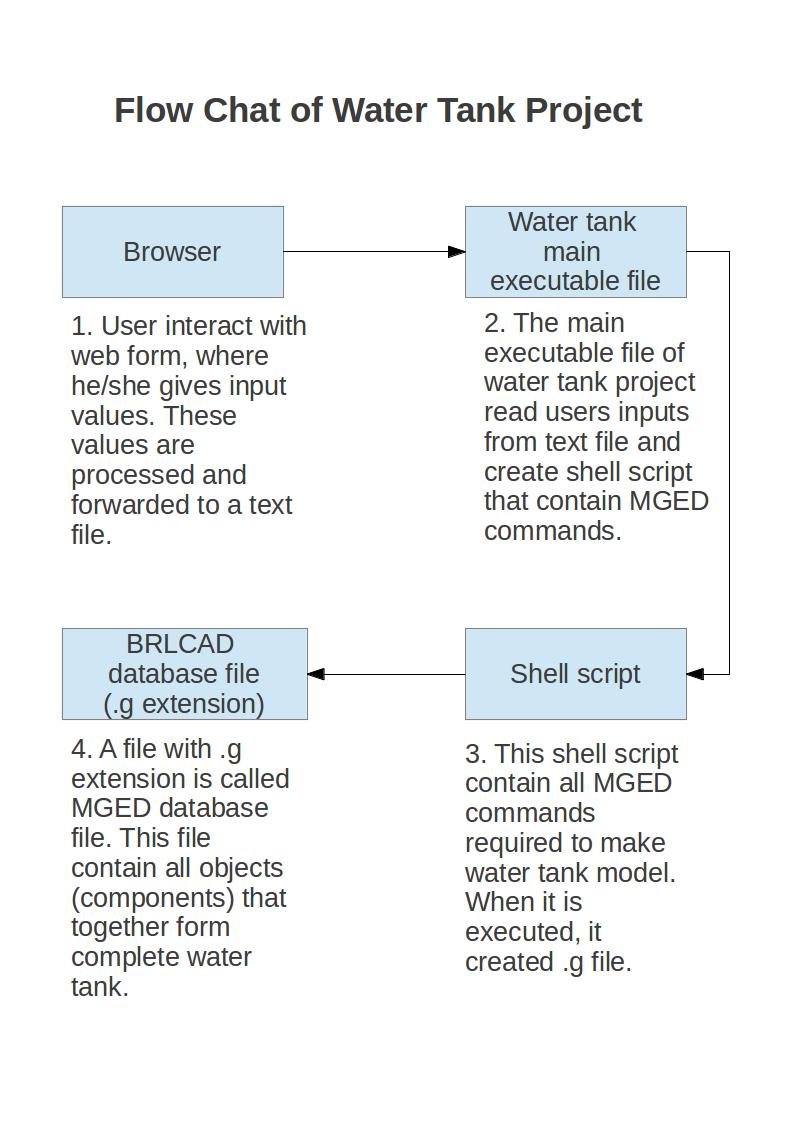 Flow Chat of Water Tank Project
Browser
Water tank
main
executable file
1. User interact with
web form, where
he/she gives input
values. These
values are
processed and
forwarded to a text
file.
2. The main
executable file of
water tank project
read users inputs
from text file and
create shell script
that contain MGED
commands.
Shell script
3. This shell script
contain all MGED
commands
required to make
water tank model.
When it is
executed, it
created .g file.
BRLCAD
database file
(.g extension)
4. A file with .g
extension is called
MGED database
file. This file
contain all objects
(components) that
together form
complete water
tank.